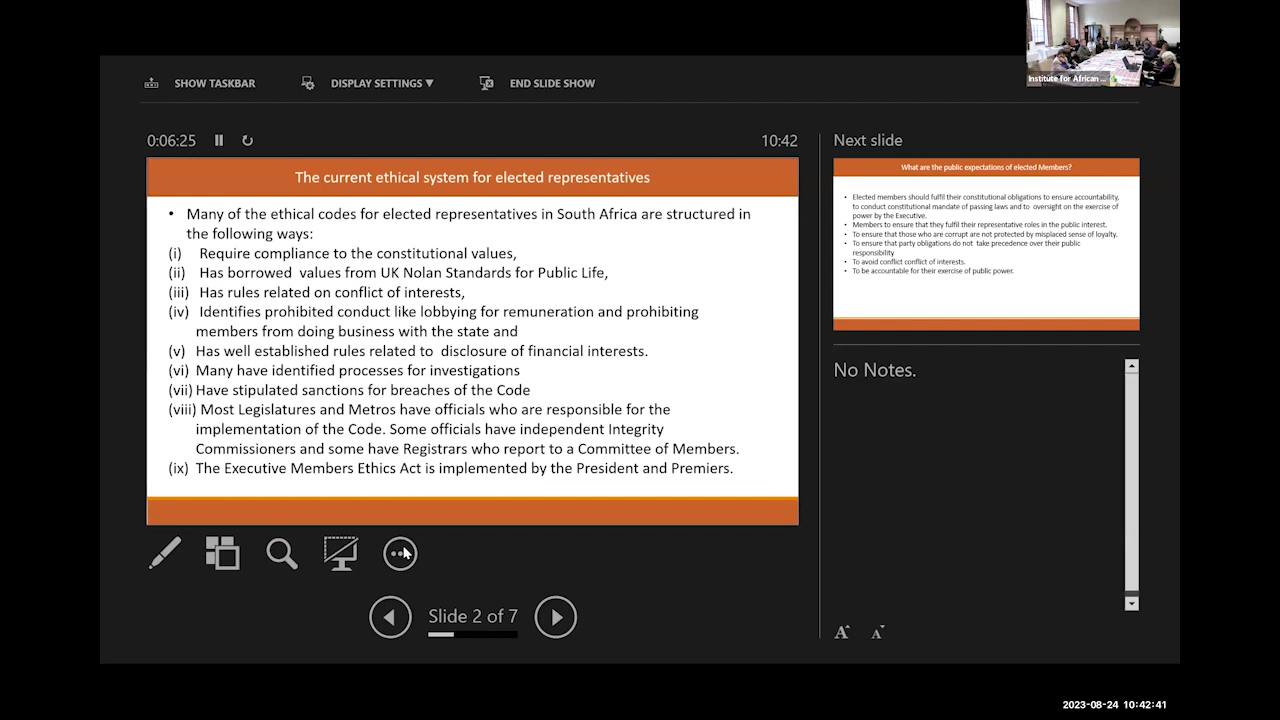 Institute for African ...
SHOW TASKBAR
DISPLAY SETTINGS ▼
END SLIDE SHOW
0:06:25
10:42
The current ethical system for elected representatives
• Many of the ethical codes for elected representatives in South Africa are structured in
the following ways:
(i) Require compliance to the constitutional values,
(ii) Has borrowed values from UK Nolan Standards for Public Life,
(iii) Has rules related on conflict of interests,
(iv) Identifies prohibited conduct like lobbying for remuneration and prohibiting
members from doing business with the state and
(v) Has well established rules related to disclosure of financial interests.
(vi) Many have identified processes for investigations
(vii) Have stipulated sanctions for breaches of the Code
(viii) Most Legislatures and Metros have officials who are responsible for the
implementation of the Code. Some officials have independent Integrity
Commissioners and some have Registrars who report to a Committee of Members.
(ix) The Executive Members Ethics Act is implemented by the President and Premiers.
Slide 2 of 7
Next slide
What are the public expectations of elected Members?
• Elected members should fulfil their constitutional obligations to ensure accountability,
to conduct constitutional mandate of passing laws and to oversight on the exercise of
power by the Executive.
• Members to ensure that they fulfil their representative roles in the public interest.
• To ensure that those who are corrupt are not protected by misplaced sense of loyalty.
• To ensure that party obligations do not take precedence over their public
responsibility
• To avoid conflict conflict of interests.
• To be accountable for their exercise of public power.
No Notes.
A A
2023-08-24 10:42:41